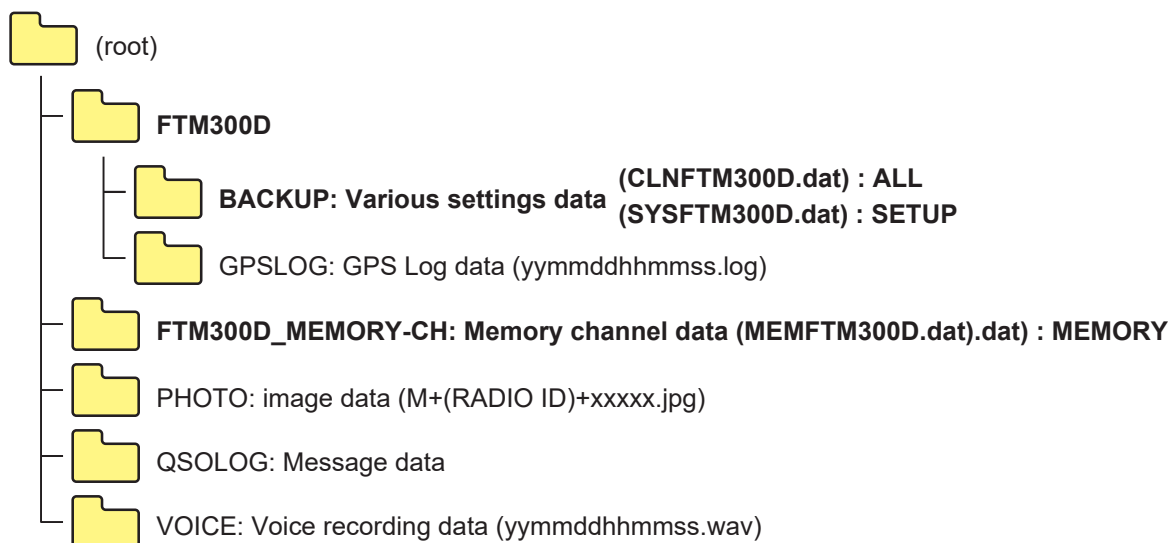 (root)
FTM300D
BACKUP: Various settings data (CLNFTM300D.dat) : ALL
(SYSFTM300D.dat) : SETUP
GPSLOG: GPS Log data (yymmddhhmmss.log)
FTM300D_MEMORY-CH: Memory channel data (MEMFTM300D.dat).dat) : MEMORY
PHOTO: image data (M+(RADIO ID)+xxxxx.jpg)
QSOLOG: Message data
VOICE: Voice recording data (yymmddhhmmss.wav)